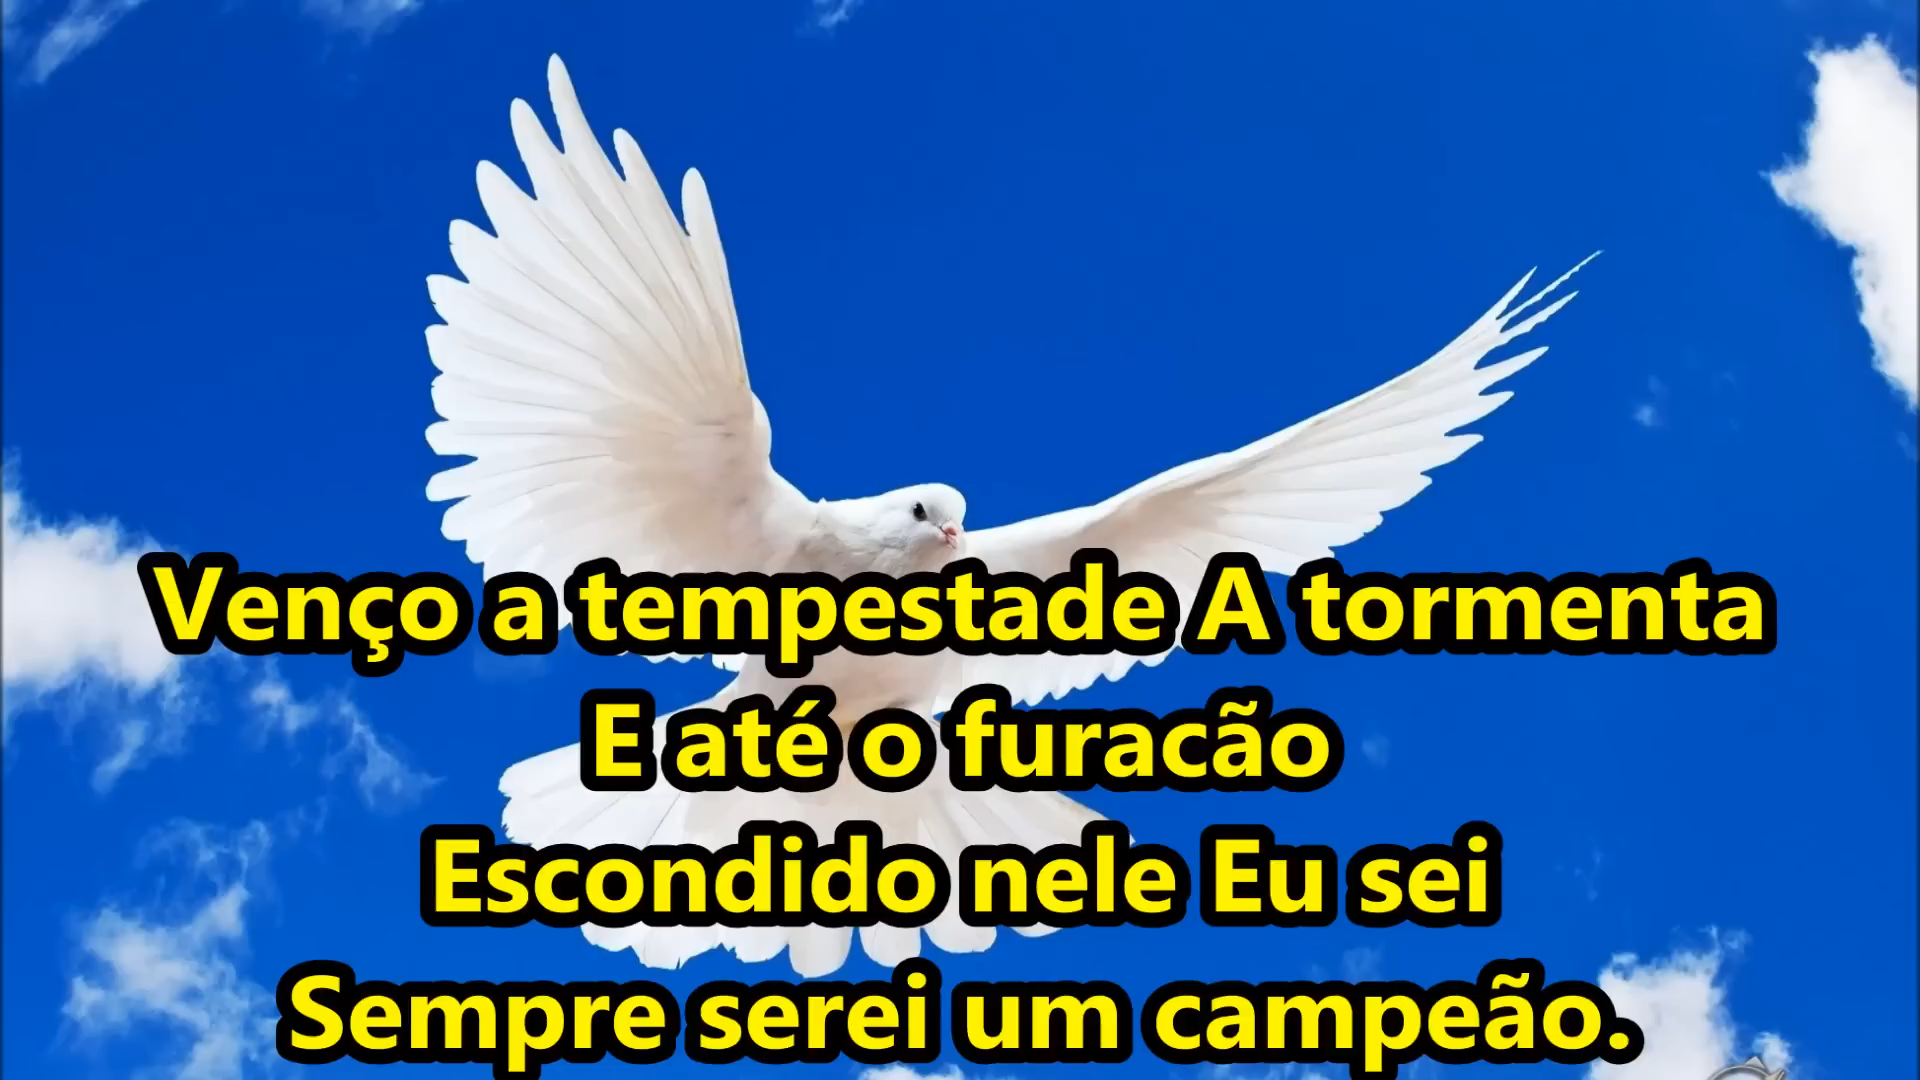 Venço a tempestade A tormenta
E até o furacão
Escondido nele Eu sei
Sempre serei um campeão.